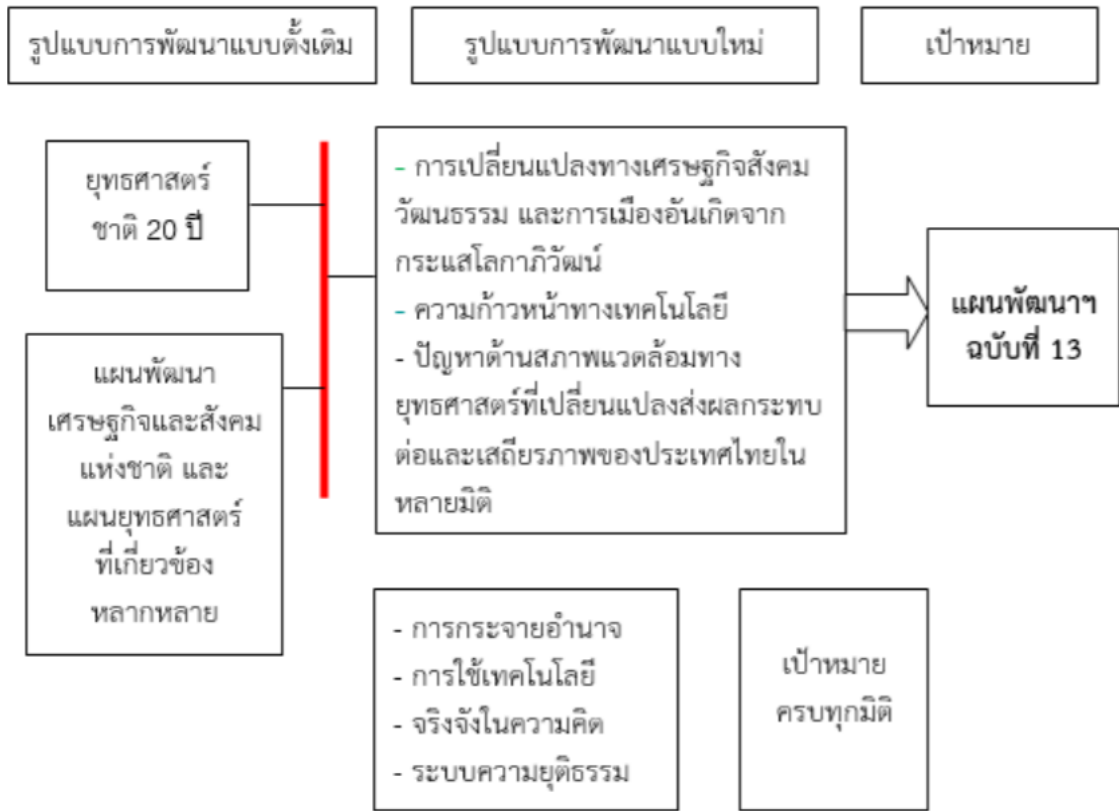 รูปแบบการพัฒนาแบบดั้งเดิม
รูปแบบการพัฒนาแบบใหม่
เป้าหมาย
ยุทธศาสตร์
ชาติ 20 ปี
แผนพัฒนา
เศรษฐกิจและสังคม
แห่งชาติ และ
แผนยุทธศาสตร์
ที่เกี่ยวข้อง
หลากหลาย
- การเปลี่ยนแปลงทางเศรษฐกิจสังคม
วัฒนธรรม และการเมืองอันเกิดจาก
กระแสโลกาภิวัฒน์
- ความก้าวหน้าทางเทคโนโลยี
- ปัญหาด้านสภาพแวดล้อมทาง
ยุทธศาสตร์ที่เปลี่ยนแปลงส่งผลกระทบ
ต่อและเสถียรภาพของประเทศไทยใน
หลายมิติ
แผนพัฒนาฯ
ฉบับที่ 13
- การกระจายอำนาจ
- การใช้เทคโนโลยี
- จริงจังในความคิด
- ระบบความยุติธรรม
เป้าหมาย
ครบทุกมิติ